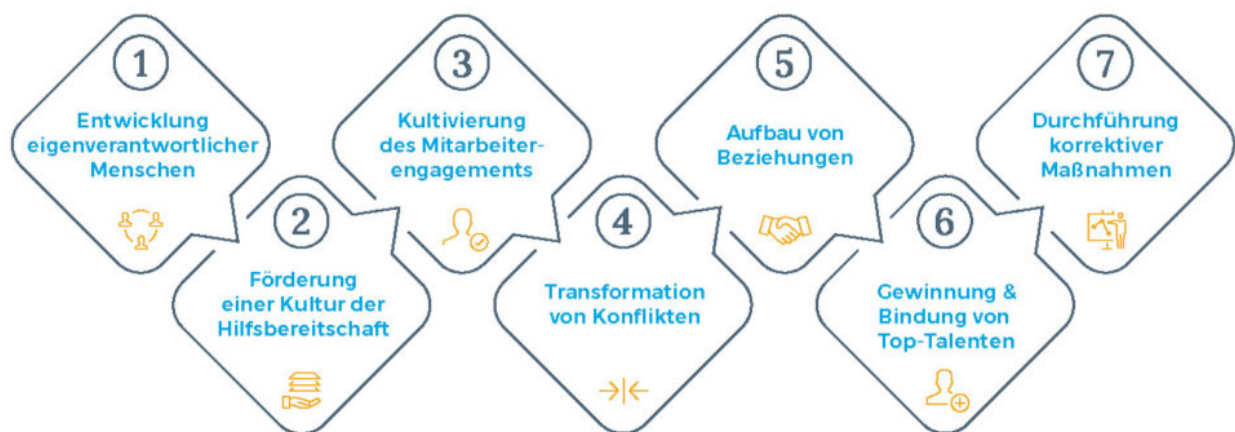 1
Entwicklung
eigenverantwortlicher
Menschen
2
Förderung
einer Kultur der
Hilfsbereitschaft
3
Kultivierung
des Mitarbeiter-
engagements
4
Transformation
von Konflikten
5
Aufbau von
Beziehungen
6
Gewinnung &
Bindung von
Top-Talenten
7
Durchführung
korrektiver
Maßnahmen